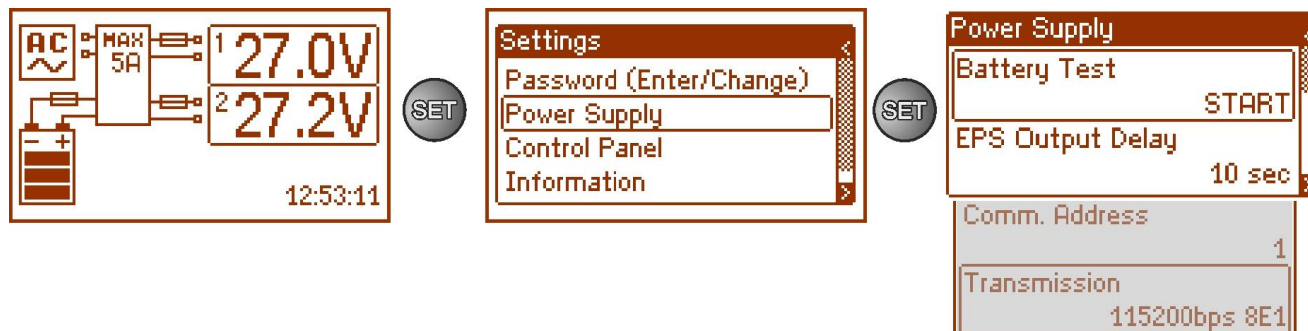 AC
MAX
5A
1 27.0V
2 27.2V
- +
12:53:11
SET
Settings
Password (Enter/Change)
Power Supply
Control Panel
Information
SET
Power Supply
Battery Test
START
EPS Output Delay
10 sec
Comm. Address
1
Transmission
115200bps 8E1